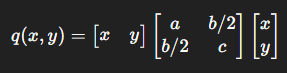 q(x, y) = [x y] [a b/2 b/2 c] [x y]